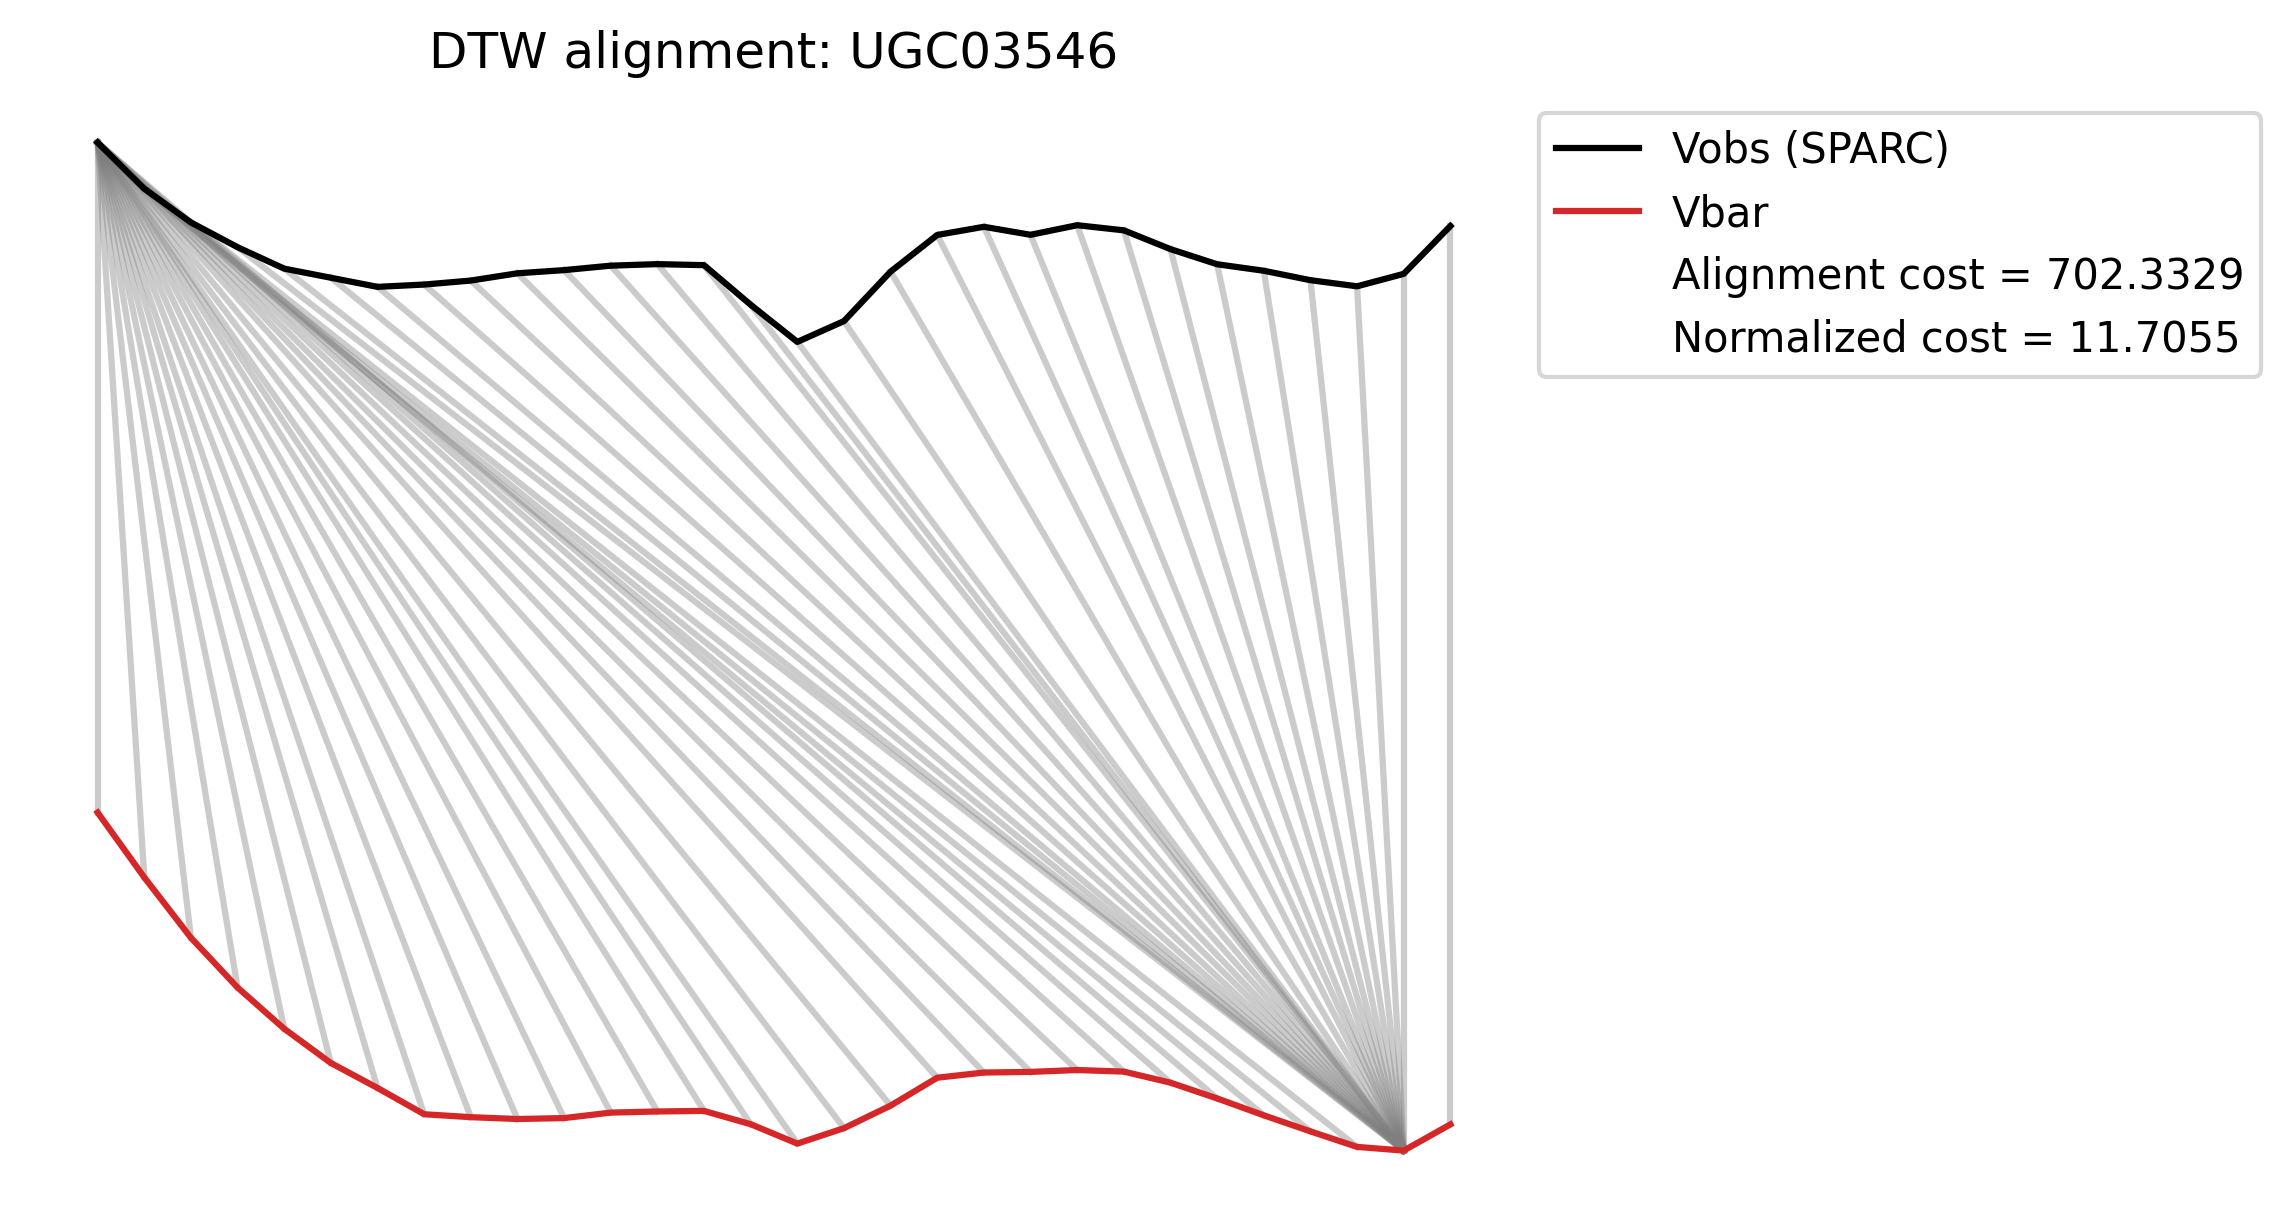 DTW alignment: UGC03546
Vobs (SPARC)
Vbar
Alignment cost = 702.3329
Normalized cost = 11.7055